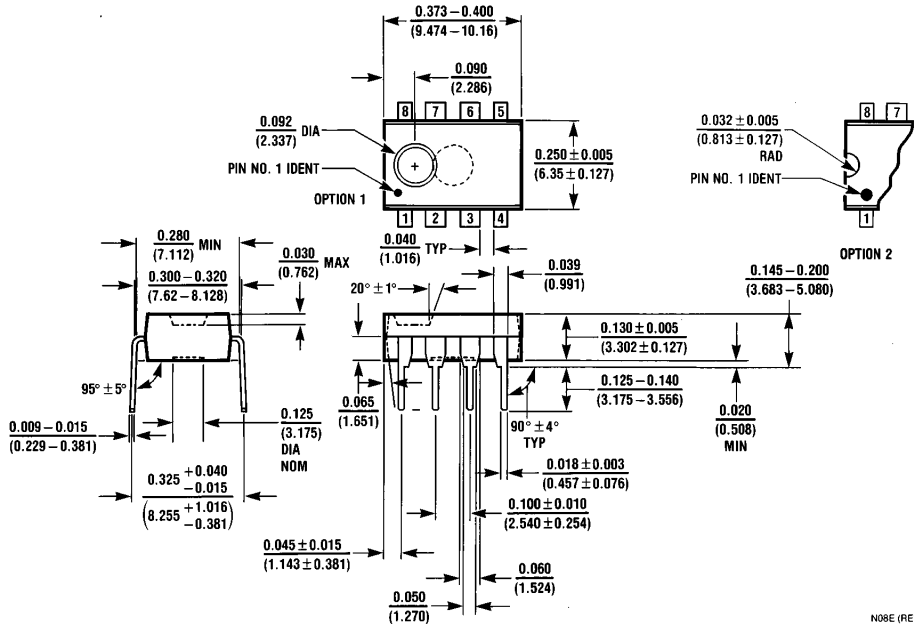 0.373 – 0.400
(9.474 – 10.16)
0.090
(2.286)
8 7 6 5
0.092 DIA
(2.337)
PIN NO. 1 IDENT
OPTION 1
0.250 ± 0.005
(6.35 ± 0.127)
1 2 3 4
0.032 ± 0.005
(0.813 ± 0.127)
RAD
PIN NO. 1 IDENT
8 7
1
OPTION 2
0.280 MIN
(7.112)
0.300 – 0.320
(7.62 – 8.128)
0.030 MAX
(0.762)
0.040 TYP
(1.016)
0.039
(0.991)
20° ± 1°
0.145 – 0.200
(3.683 – 5.080)
0.130 ± 0.005
(3.302 ± 0.127)
0.125 – 0.140
(3.175 – 3.556)
0.020
(0.508)
MIN
95° ± 5°
0.009 – 0.015
(0.229 – 0.381)
0.125
(3.175)
DIA
NOM
0.065
(1.651)
90° ± 4°
TYP
0.325 +0.040
−0.015
(8.255 +1.016
−0.381)
0.018 ± 0.003
(0.457 ± 0.076)
0.100 ± 0.010
(2.540 ± 0.254)
0.045 ± 0.015
(1.143 ± 0.381)
0.060
(1.524)
0.050
(1.270)
N08E (RE